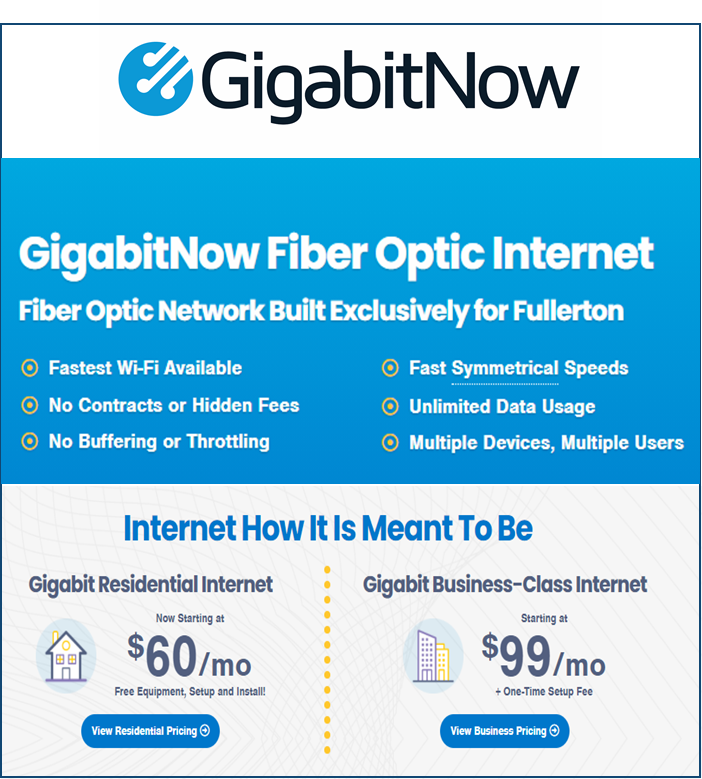 GigabitNow
GigabitNow Fiber Optic Internet
Fiber Optic Network Built Exclusively for Fullerton
Fastest Wi-Fi Available
No Contracts or Hidden Fees
No Buffering or Throttling
Fast Symmetrical Speeds
Unlimited Data Usage
Multiple Devices, Multiple Users
Internet How It Is Meant To Be
Gigabit Residential Internet
Now Starting at
$60/mo
Free Equipment, Setup and Install!
View Residential Pricing
Gigabit Business-Class Internet
Starting at
$99/mo
+ One-Time Setup Fee
View Business Pricing